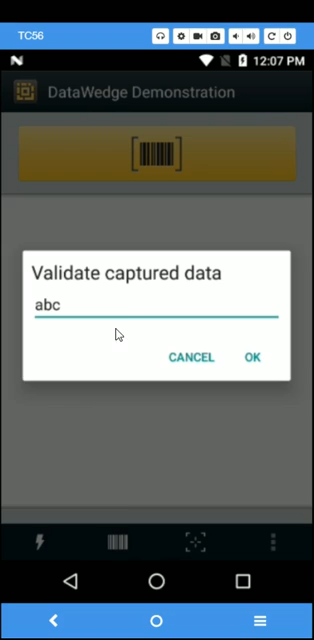 TC56
12:07 PM
DataWedge Demonstration
Validate captured data
abc
CANCEL OK